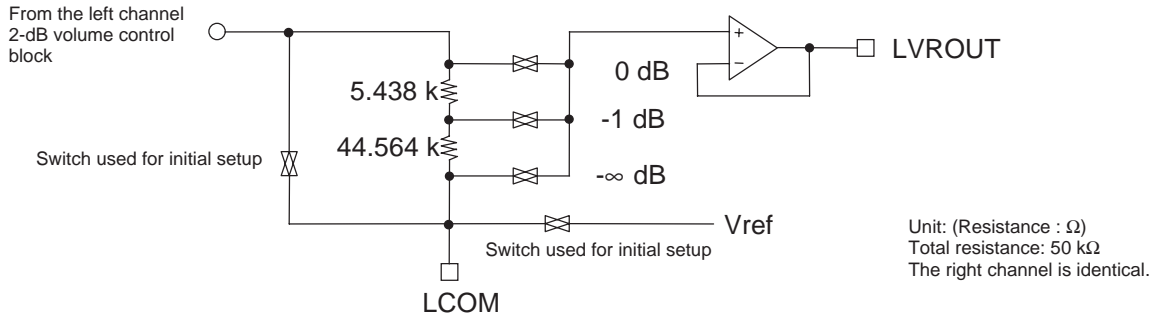 From the left channel
2-dB volume control
block
+
−
LVROUT
0 dB
5.438 k
-1 dB
44.564 k
Switch used for initial setup
-∞ dB
Vref
Switch used for initial setup
LCOM
Unit: (Resistance : Ω)
Total resistance: 50 kΩ
The right channel is identical.